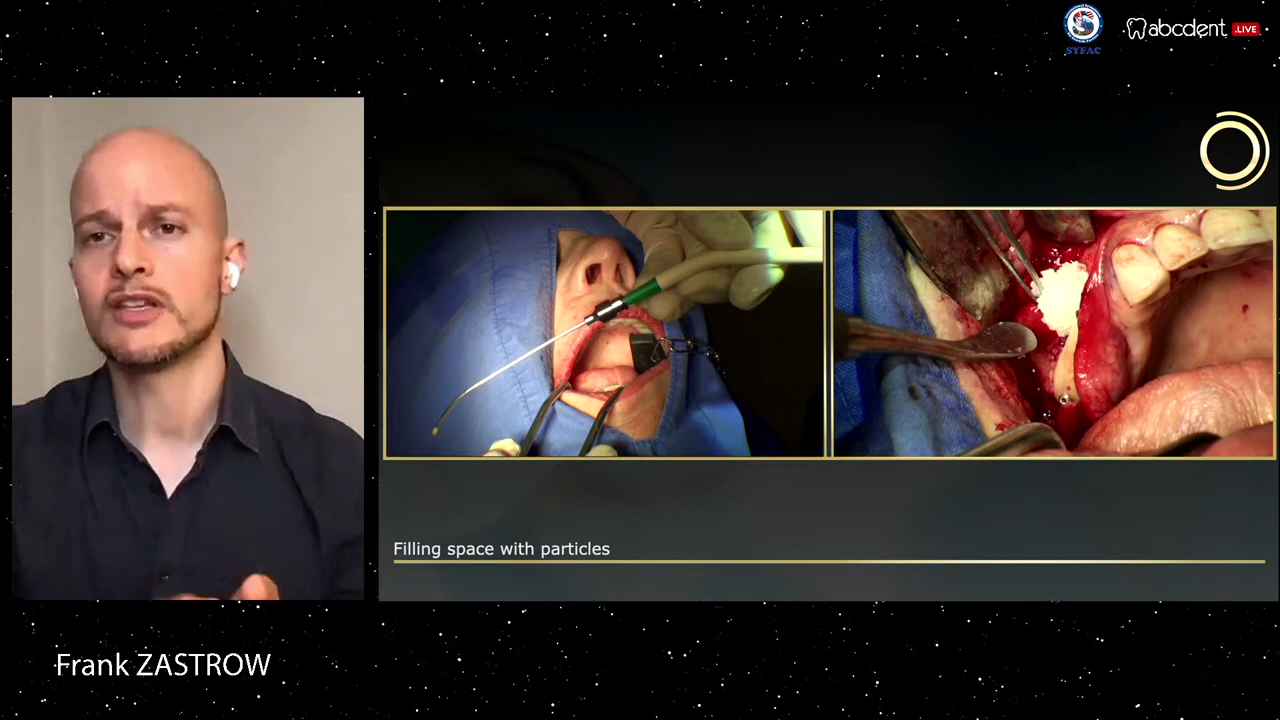 SYFAC
abcdent .LIVE
Filling space with particles
Frank ZASTROW